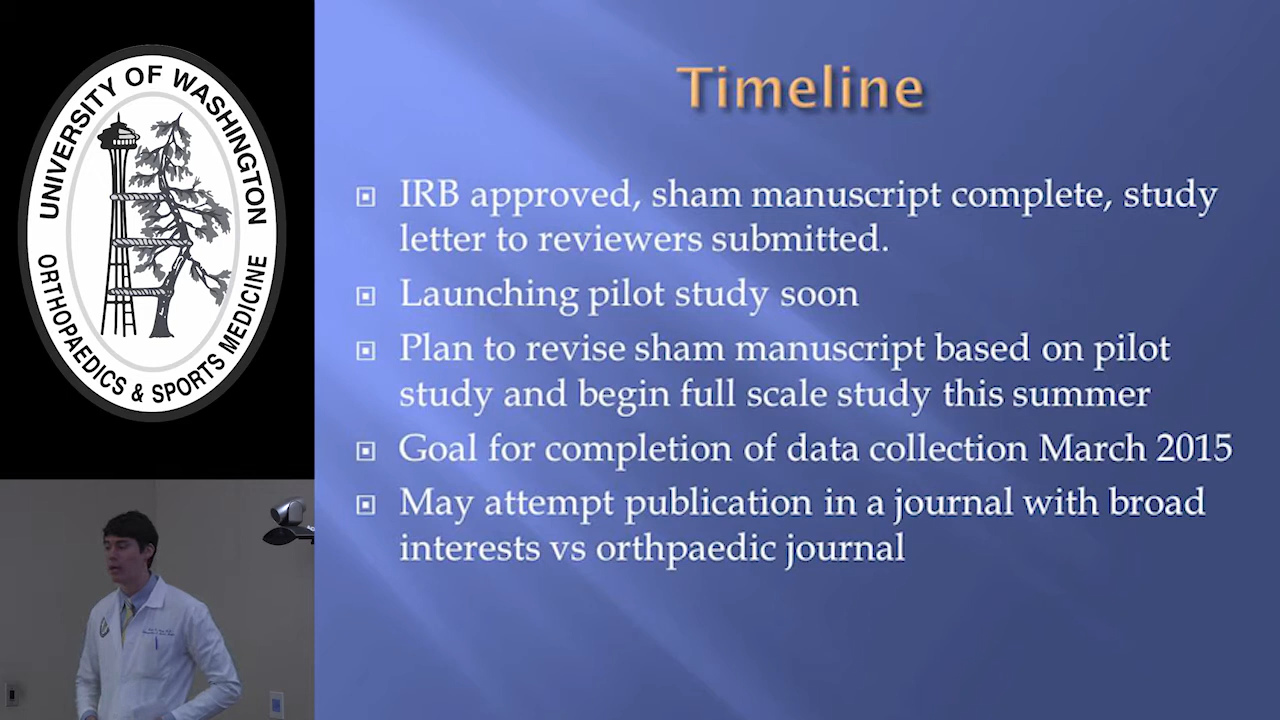 UNIVERSITY OF WASHINGTON
ORTHOPAEDICS & SPORTS MEDICINE
Timeline
IRB approved, sham manuscript complete, study
letter to reviewers submitted.
Launching pilot study soon
Plan to revise sham manuscript based on pilot
study and begin full scale study this summer
Goal for completion of data collection March 2015
May attempt publication in a journal with broad
interests vs orthpaedic journal